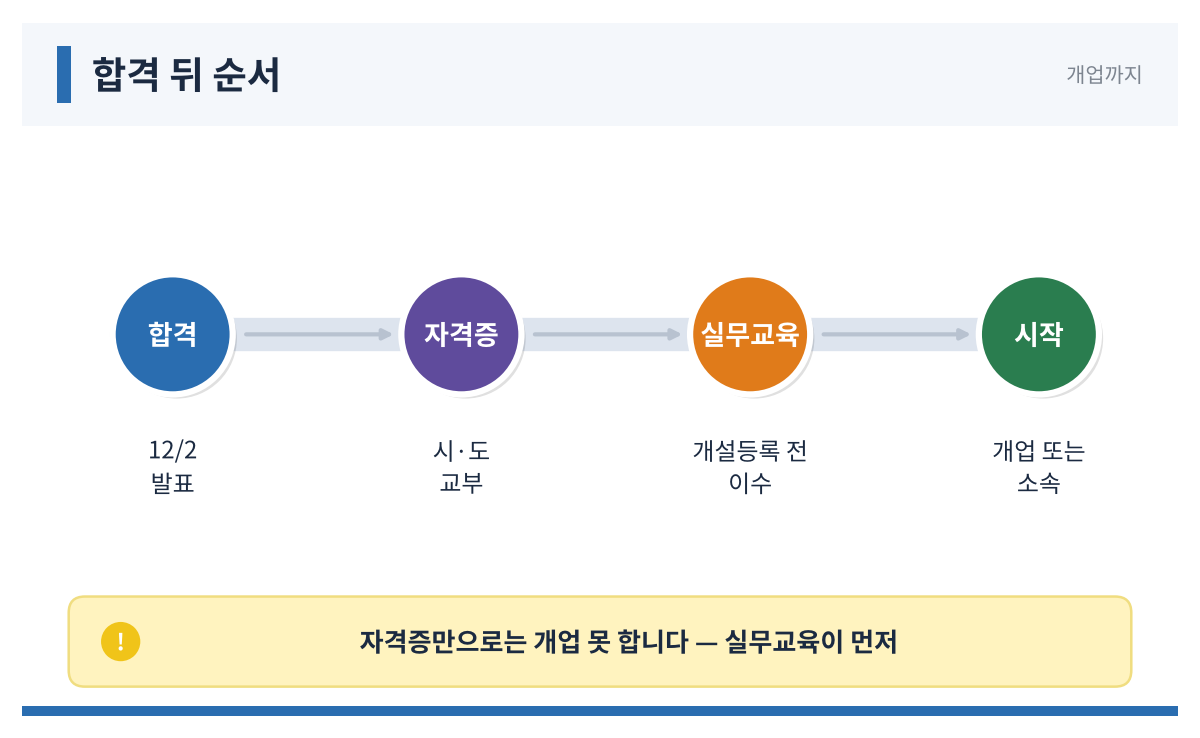 합격 뒤 순서
개업까지
합격
자격증
실무교육
시작
12/2
발표
시·도
교부
개설등록 전
이수
개업 또는
소속
!
자격증만으로는 개업 못 합니다 — 실무교육이 먼저